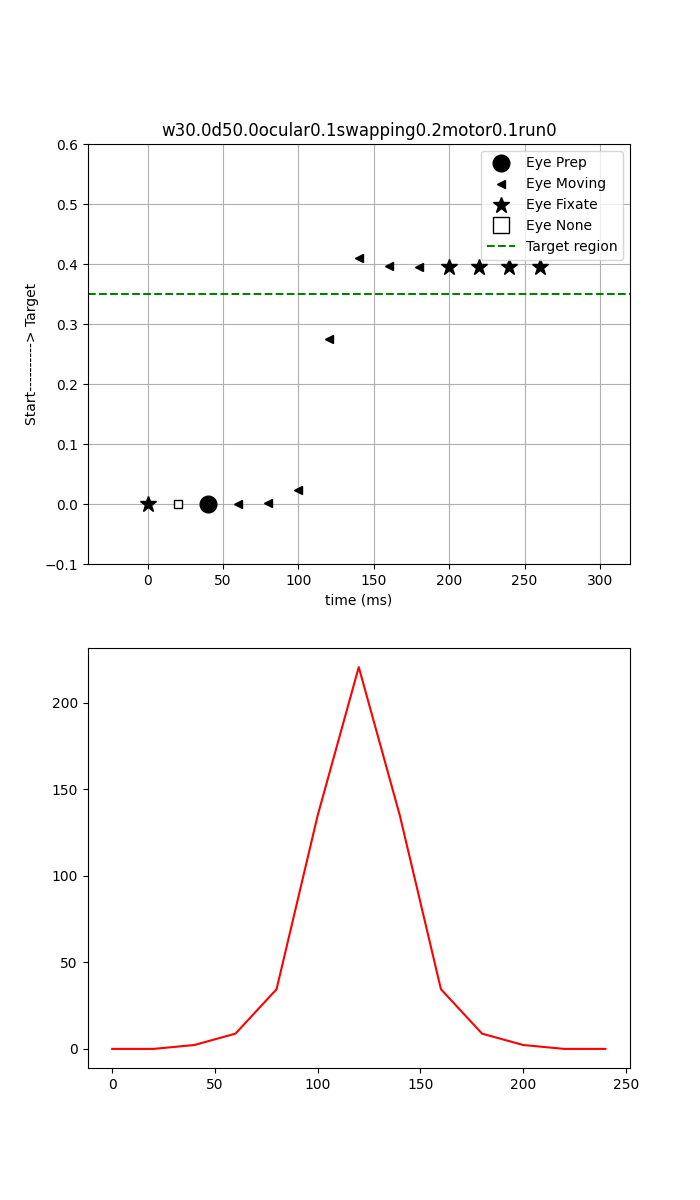 w30.0d50.0ocular0.1swapping0.2motor0.1run0
0.6
0.5
0.4
0.3
0.2
0.1
0.0
−0.1
Start----------> Target
Eye Prep
Eye Moving
Eye Fixate
Eye None
Target region
0 50 100 150 200 250 300
time (ms)
200
150
100
50
0
0 50 100 150 200 250